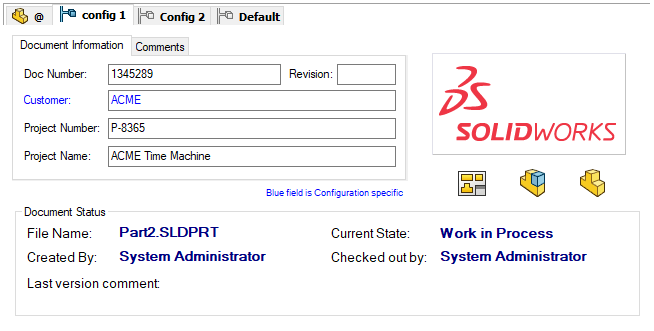 @ config 1 Config 2 Default
Document Information Comments
Doc Number: 1345289 Revision:
Customer: ACME
Project Number: P-8365
Project Name: ACME Time Machine
Blue field is Configuration specific
SOLIDWORKS
Document Status
File Name: Part2.SLDPRT Current State: Work in Process
Created By: System Administrator Checked out by: System Administrator
Last version comment: